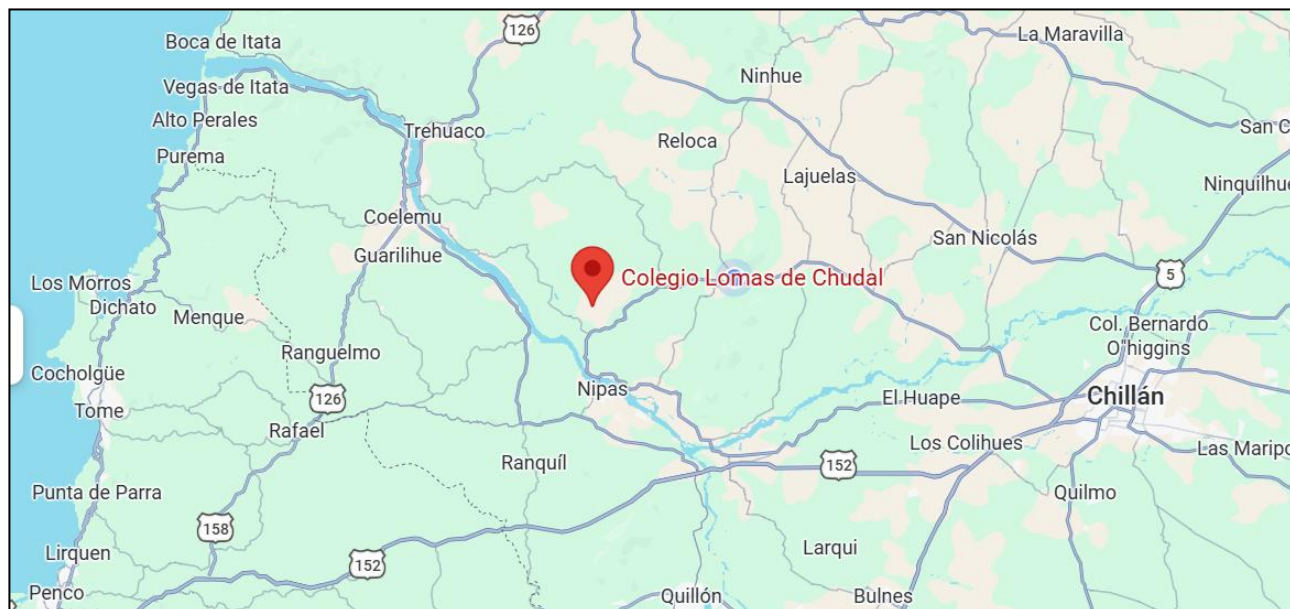 126
La Maravilla
Boca de Itata
Ninhue
Vegas de Itata
Alto Perales
Trehuaco
San C
Reloca
Purema
Lajuelas
Ninquilhue
Coelemu
San Nicolás
Guarilihue
Colegio Lomas de Chudal
5
Los Morros
Dichato
Menque
Col. Bernardo
O"higgins
Ranguelmo
Cocholgüe
Nipas
Chillán
126
El Huape
Tome
Rafael
Los Colihues
Las Maripo
Ranquíl
152
Punta de Parra
Quilmo
158
Lirquen
Larqui
152
Penco
Quillón
Bulnes